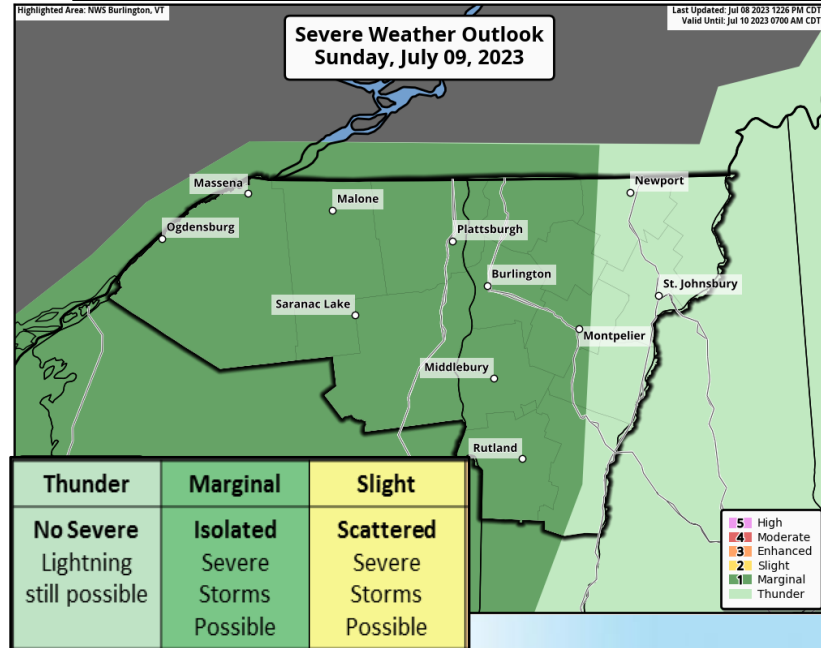 Highlighted Area: NWS Burlington, VT
Last Updated: Jul 08 2023 1226 PM CDT
Valid Until: Jul 10 2023 0700 AM CDT
Severe Weather Outlook
Sunday, July 09, 2023
Massena
Malone
Newport
Ogdensburg
Plattsburgh
Burlington
St. Johnsbury
Saranac Lake
Montpelier
Middlebury
Rutland
Thunder
No Severe
Lightning
still possible
Marginal
Isolated
Severe
Storms
Possible
Slight
Scattered
Severe
Storms
Possible
5 High
4 Moderate
3 Enhanced
2 Slight
1 Marginal
Thunder